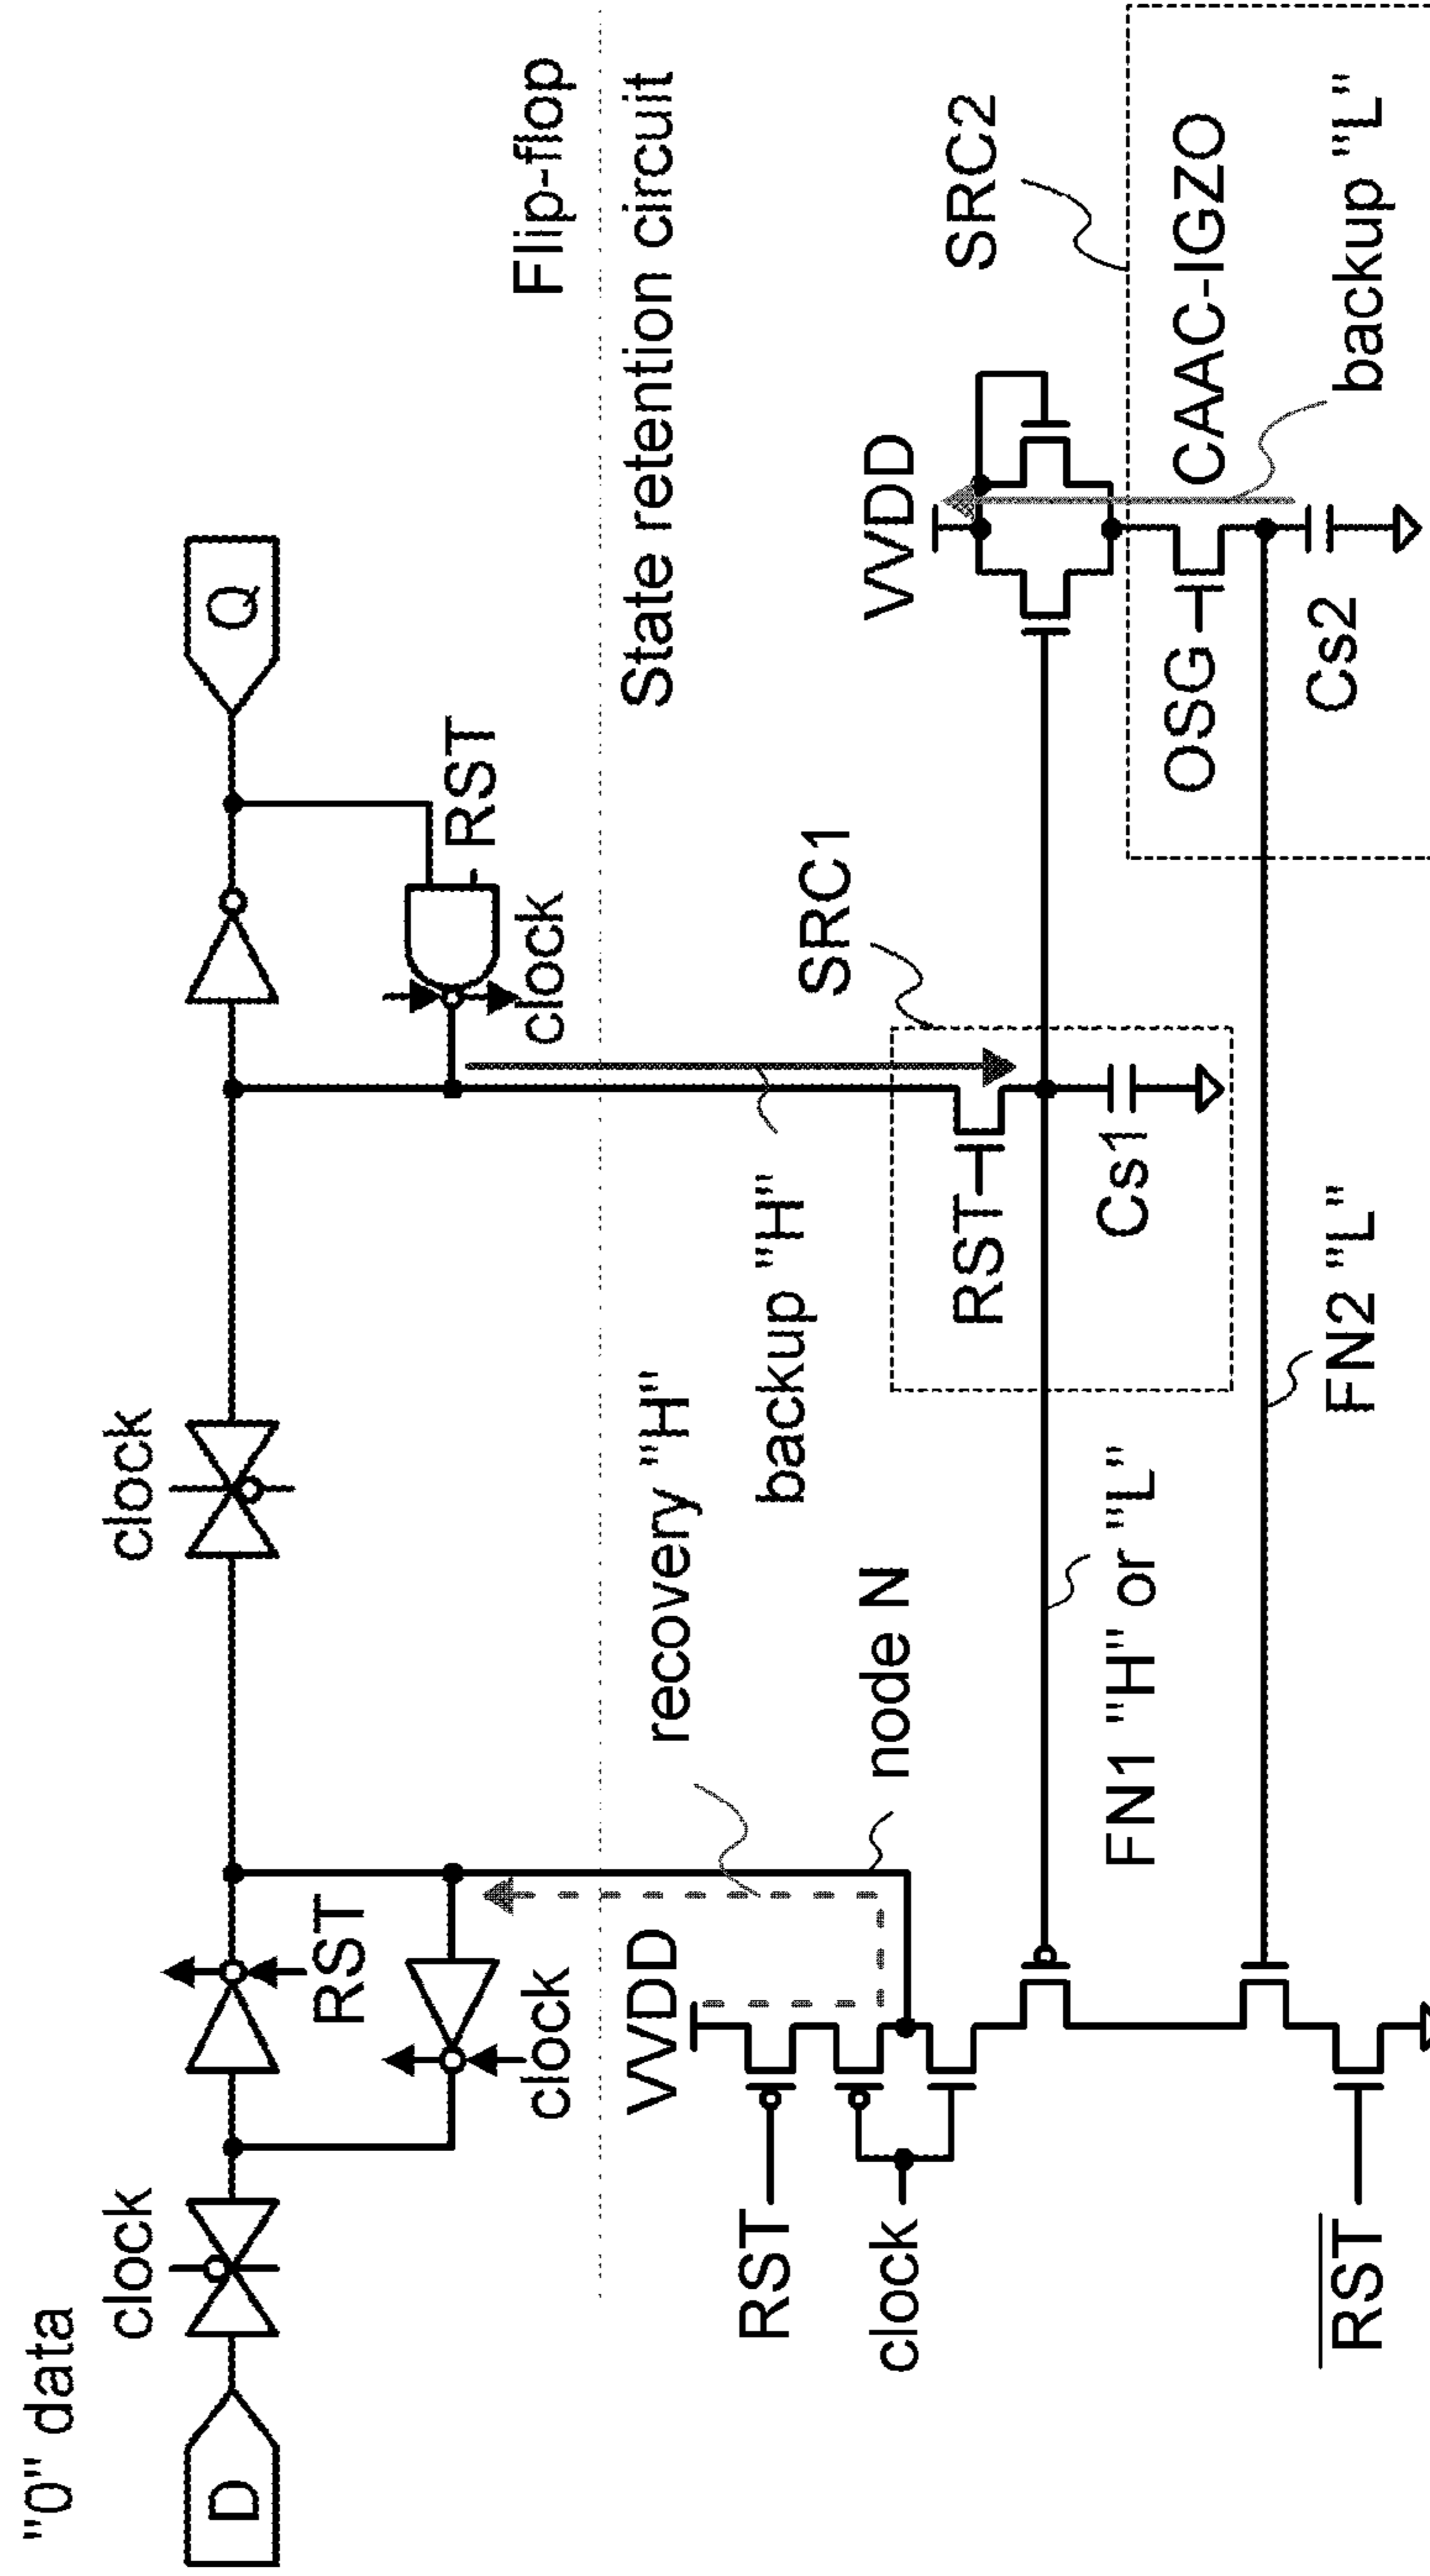 "0" data
D
clock
RST
clock
clock
RST
clock
Q
Flip-flop
State retention circuit
VVDD
RST
clock
RST
recovery "H"
node N
backup "H"
FN1 "H" or "L"
FN2 "L"
SRC1
RST
Cs1
VVDD
SRC2
OSG
CAAC-IGZO
Cs2
backup "L"